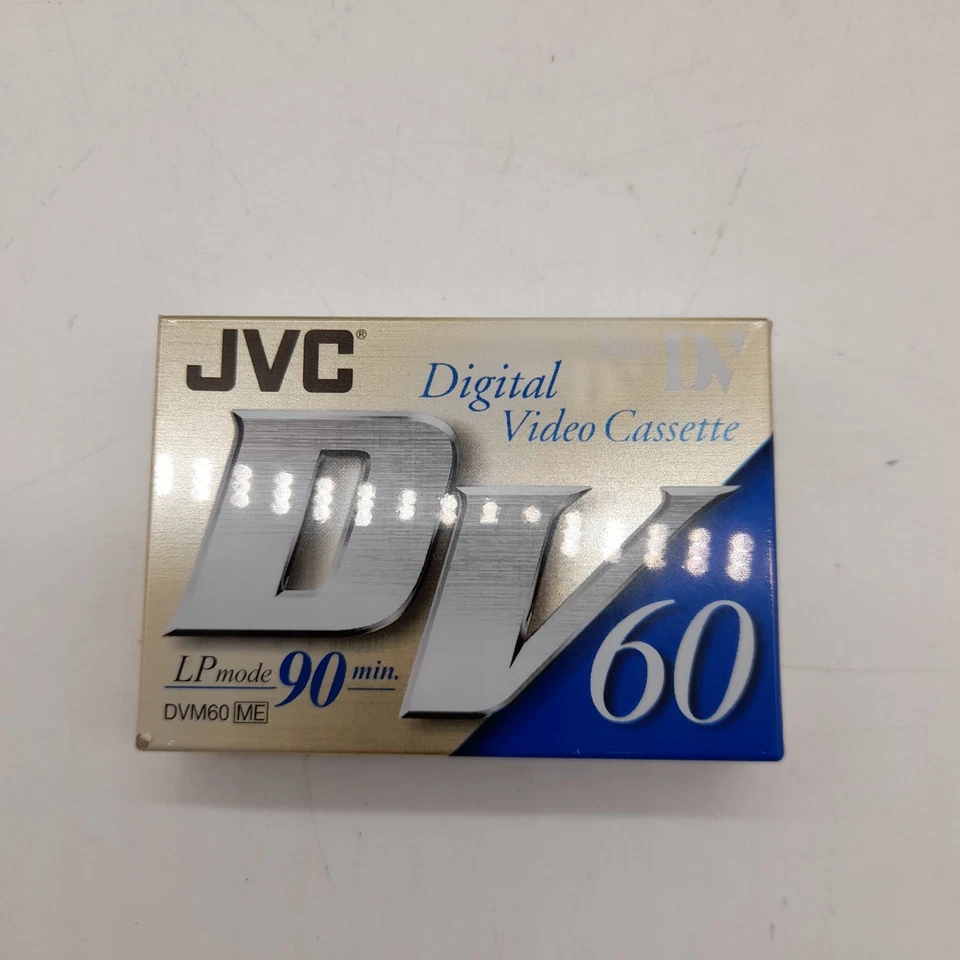 JVC®
Digital
Video Cassette
DV
DV
60
LP mode 90 min.
DVM60 ME